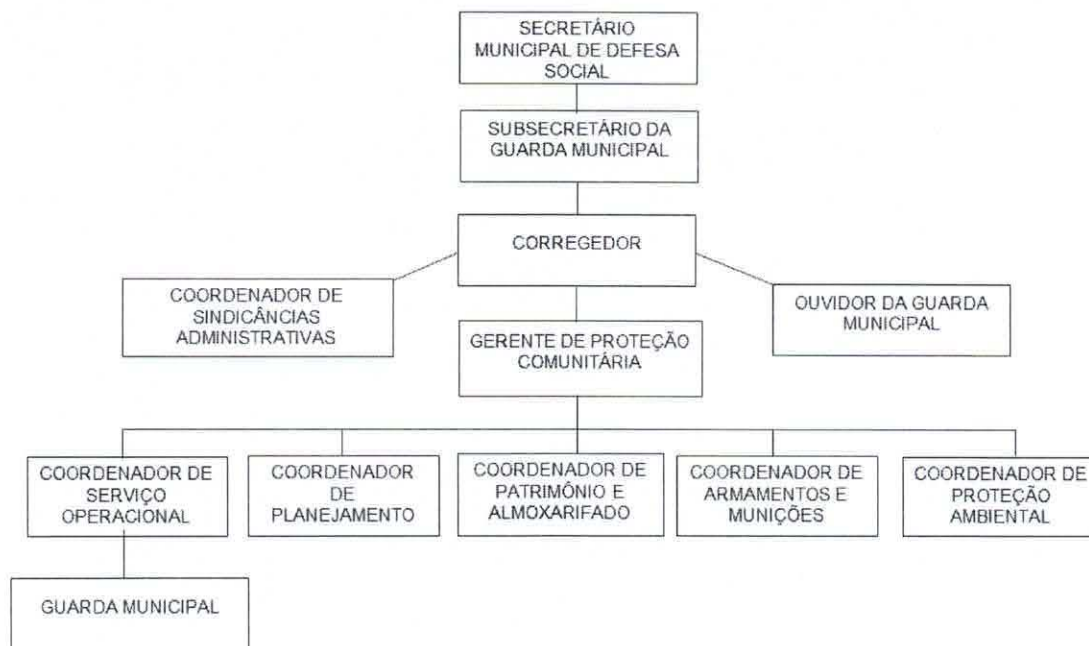 SECRETÁRIO
MUNICIPAL DE DEFESA
SOCIAL
SUBSECRETÁRIO DA
GUARDA MUNICIPAL
CORREGEDOR
COORDENADOR DE
SINDICÂNCIAS
ADMINISTRATIVAS
OUVIDOR DA GUARDA
MUNICIPAL
GERENTE DE PROTEÇÃO
COMUNITÁRIA
COORDENADOR DE
SERVIÇO
OPERACIONAL
COORDENADOR
DE
PLANEJAMENTO
COORDENADOR DE
PATRIMÔNIO E
ALMOXARIFADO
COORDENADOR DE
ARMAMENTOS E
MUNIÇÕES
COORDENADOR DE
PROTEÇÃO
AMBIENTAL
GUARDA MUNICIPAL